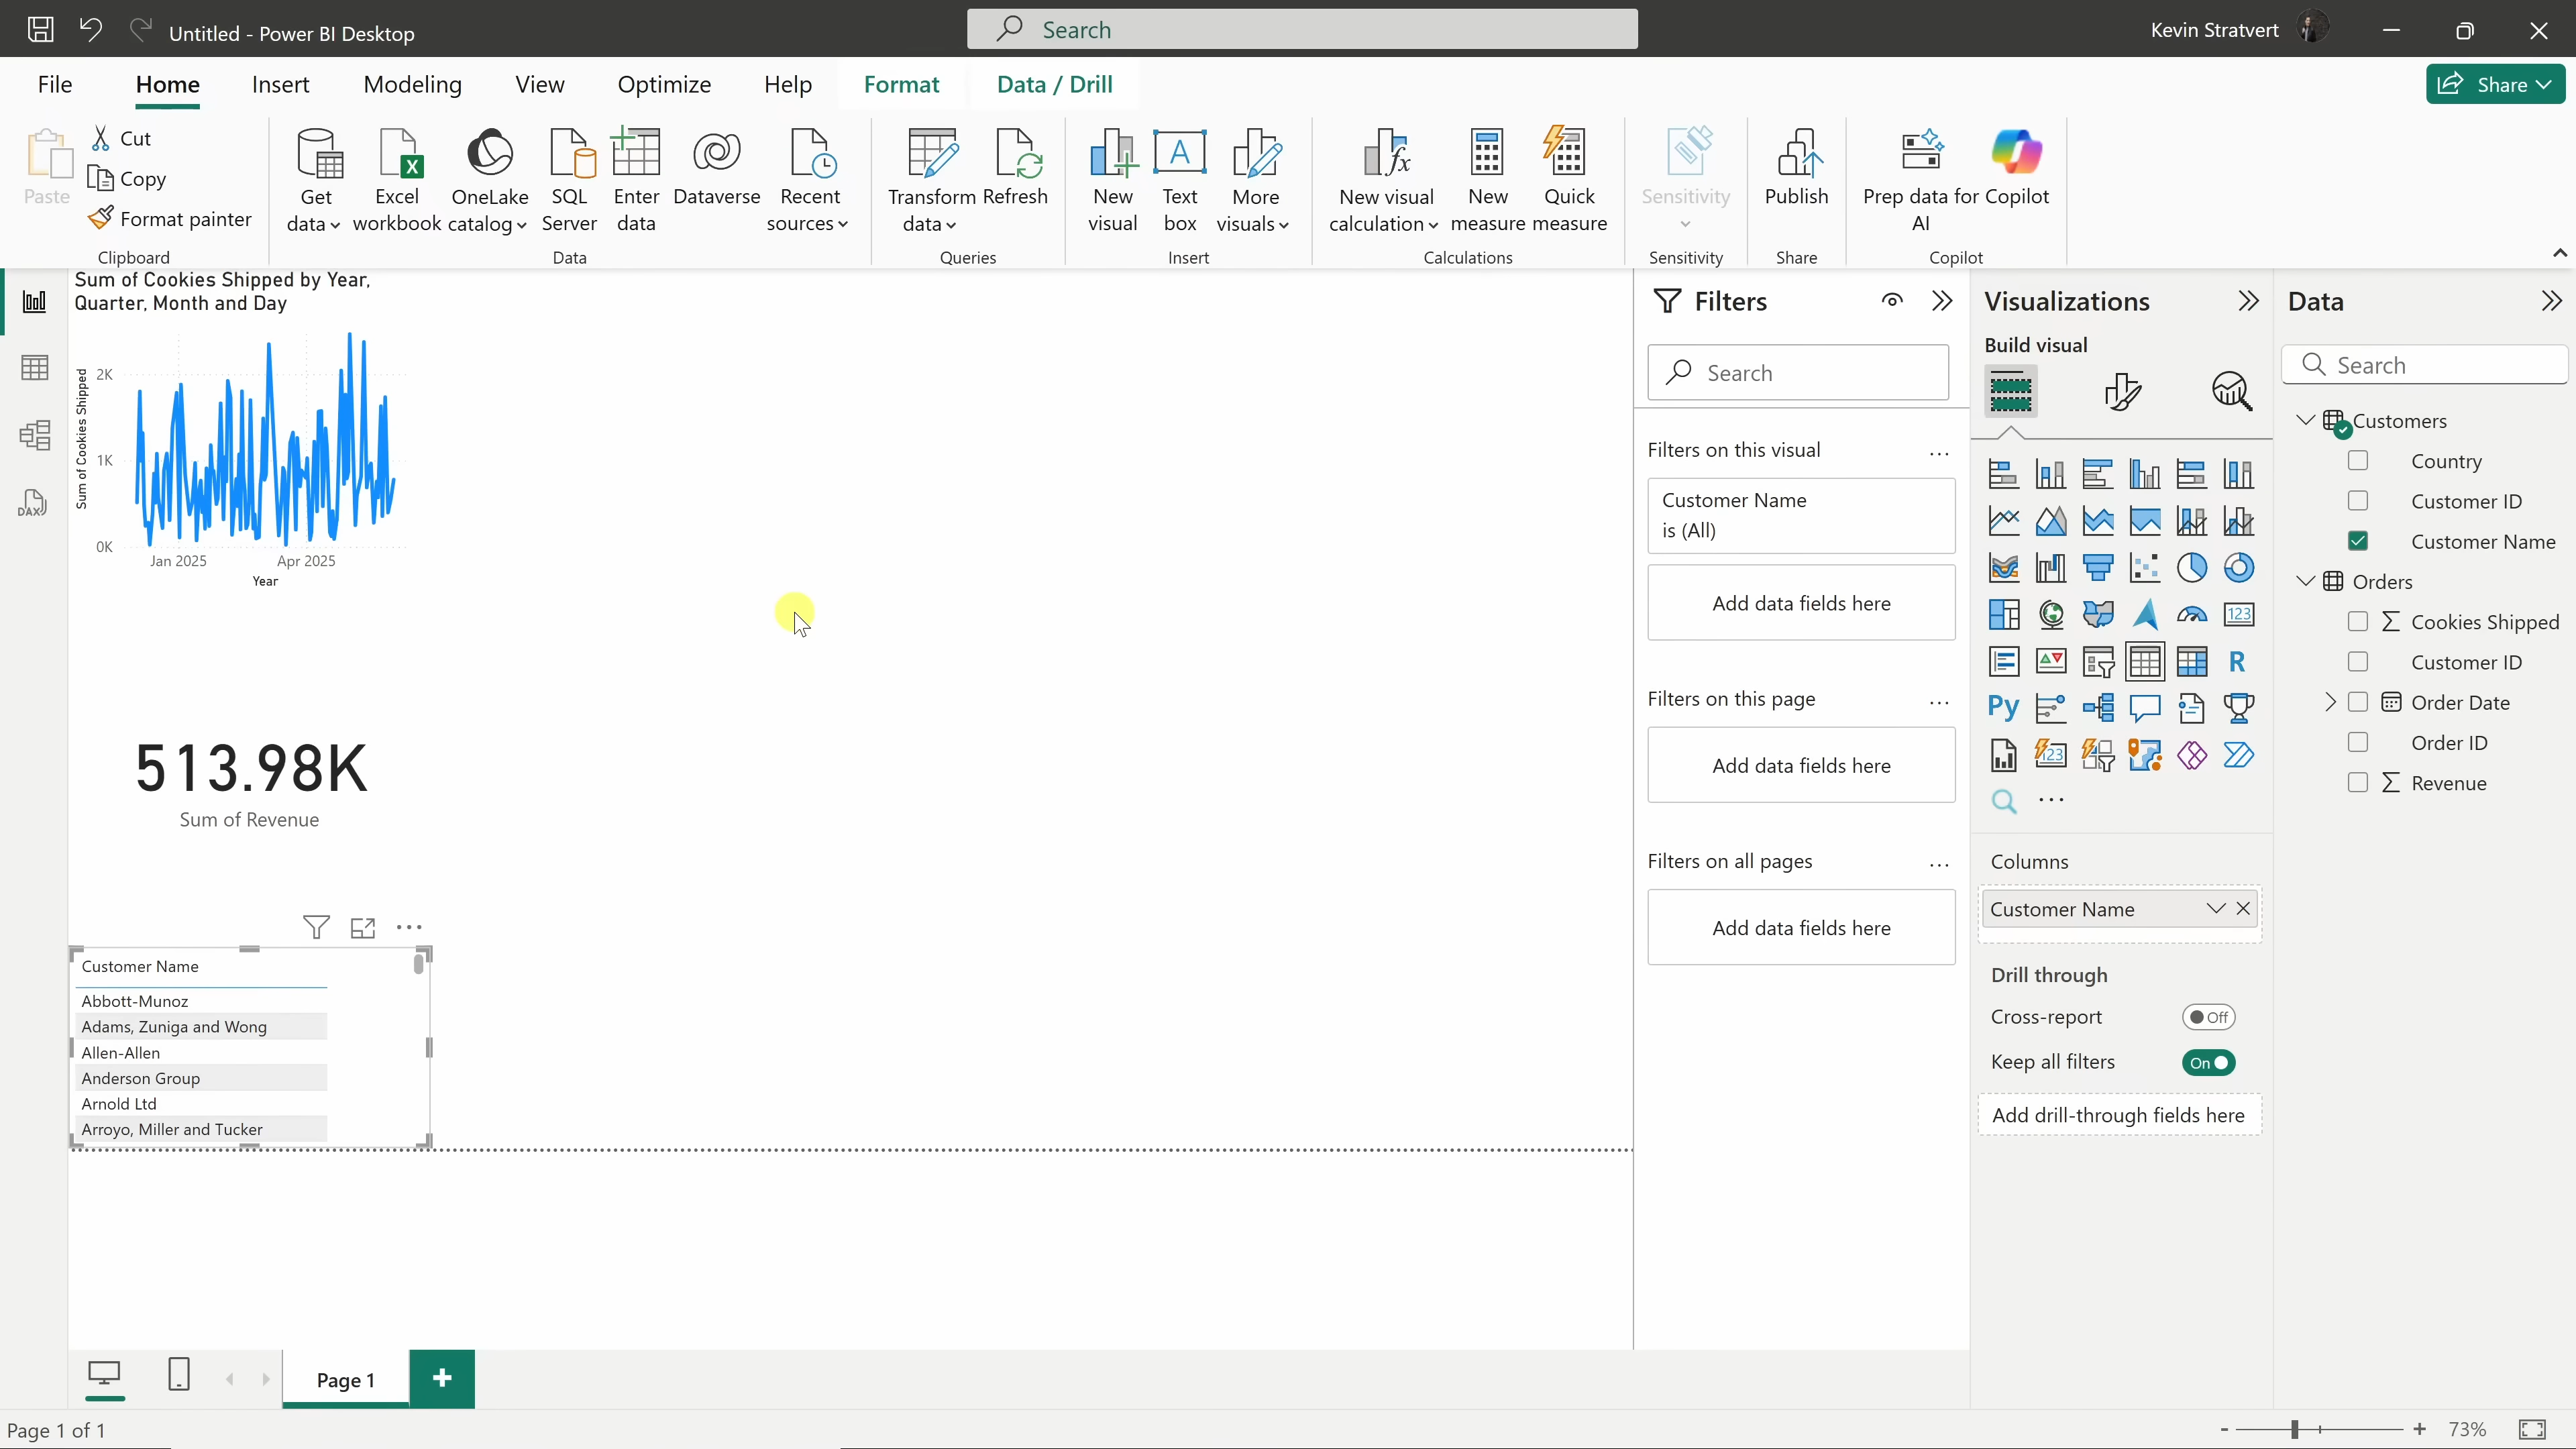 Untitled - Power BI Desktop
Search
Kevin Stratvert
File Home Insert Modeling View Optimize Help Format Data / Drill
Share
Paste
Cut
Copy
Format painter
Clipboard
Get data
Excel workbook
OneLake catalog
SQL Server
Enter data
Dataverse
Recent sources
Data
Transform data
Refresh
Queries
New visual
Text box
More visuals
Insert
New visual calculation
New measure
Quick measure
Calculations
Sensitivity
Sensitivity
Publish
Share
Prep data for AI
Copilot
Copilot
DAX
Sum of Cookies Shipped by Year,
Quarter, Month and Day
Sum of Cookies Shipped
2K
1K
0K
Jan 2025
Apr 2025
Year
513.98K
Sum of Revenue
Customer Name
Abbott-Munoz
Adams, Zuniga and Wong
Allen-Allen
Anderson Group
Arnold Ltd
Arroyo, Miller and Tucker
Filters
Search
Filters on this visual
Customer Name
is (All)
Add data fields here
Filters on this page
Add data fields here
Filters on all pages
Add data fields here
Visualizations
Build visual
123
R
Py
123
Columns
Customer Name
Drill through
Cross-report
Off
Keep all filters
On
Add drill-through fields here
Data
Search
Customers
Country
Customer ID
Customer Name
Orders
Cookies Shipped
Customer ID
Order Date
Order ID
Revenue
Page 1
Page 1 of 1
73%